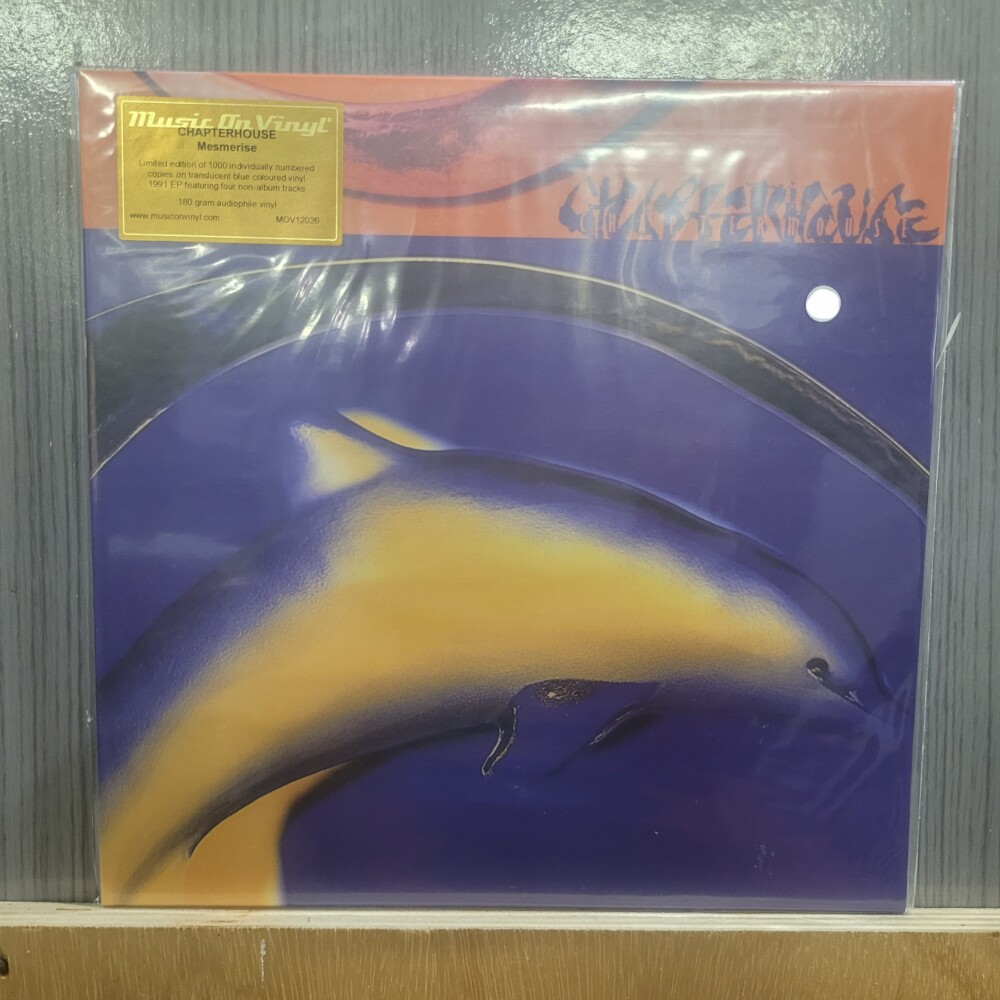 Music On Vinyl
CHAPTERHOUSE
Mesmerise
Limited edition of 1000 individually numbered
copies on translucent blue coloured vinyl
1991 EP featuring four non-album tracks
180 gram audiophile vinyl
www.musiconvinyl.com MOV12026
CHAPTERHOUSE
CHAPTERHOUSE